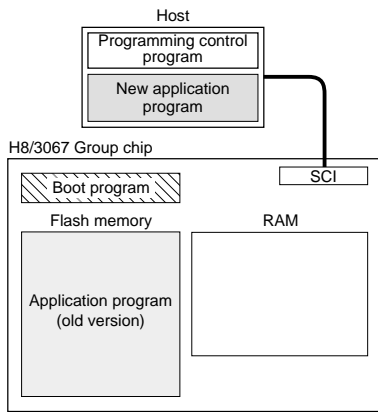 Host
Programming control
program
New application
program
H8/3067 Group chip
SCI
Boot program
Flash memory
RAM
Application program
(old version)